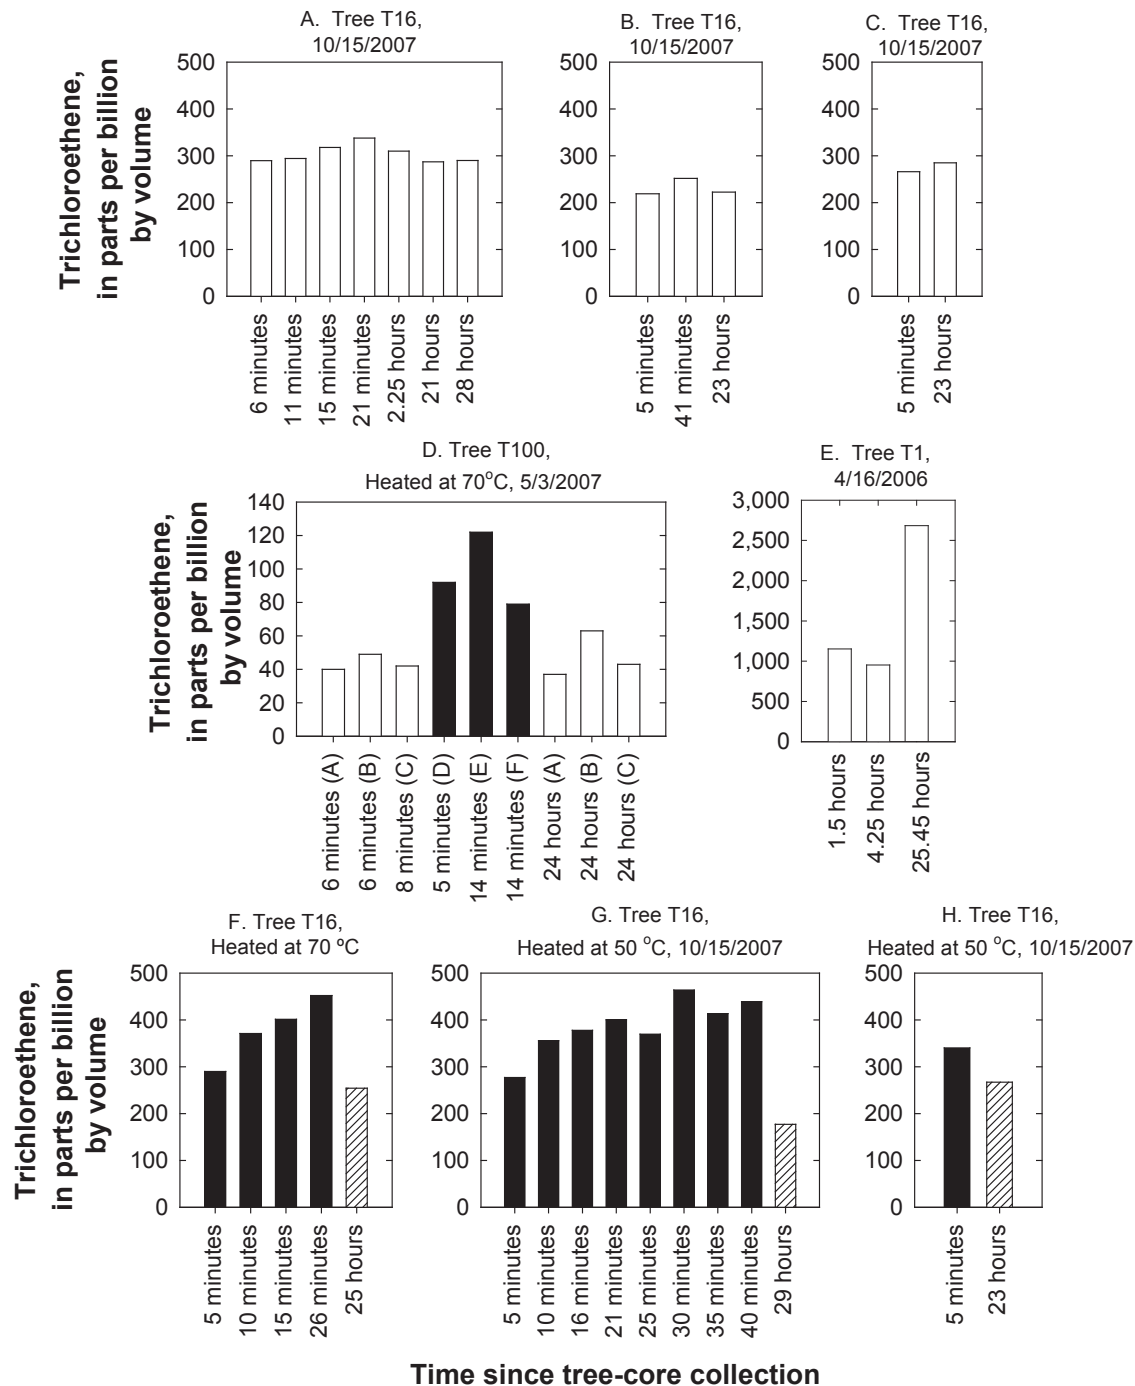 A. Tree T16,
10/15/2007
B. Tree T16,
10/15/2007
C. Tree T16,
10/15/2007
Trichloroethene,
in parts per billion
by volume
500
400
300
200
100
0
6 minutes
11 minutes
15 minutes
21 minutes
2.25 hours
21 hours
28 hours
500
400
300
200
100
0
5 minutes
41 minutes
23 hours
500
400
300
200
100
0
5 minutes
23 hours
D. Tree T100,
Heated at 70°C, 5/3/2007
Trichloroethene,
in parts per billion
by volume
140
120
100
80
60
40
20
0
6 minutes (A)
6 minutes (B)
8 minutes (C)
5 minutes (D)
14 minutes (E)
14 minutes (F)
24 hours (A)
24 hours (B)
24 hours (C)
E. Tree T1,
4/16/2006
3,000
2,500
2,000
1,500
1,000
500
0
1.5 hours
4.25 hours
25.45 hours
F. Tree T16,
Heated at 70 ºC
Trichloroethene,
in parts per billion
by volume
500
400
300
200
100
0
5 minutes
10 minutes
15 minutes
26 minutes
25 hours
G. Tree T16,
Heated at 50 °C, 10/15/2007
500
400
300
200
100
0
5 minutes
10 minutes
16 minutes
21 minutes
25 minutes
30 minutes
35 minutes
40 minutes
29 hours
H. Tree T16,
Heated at 50 °C, 10/15/2007
500
400
300
200
100
0
5 minutes
23 hours
Time since tree-core collection